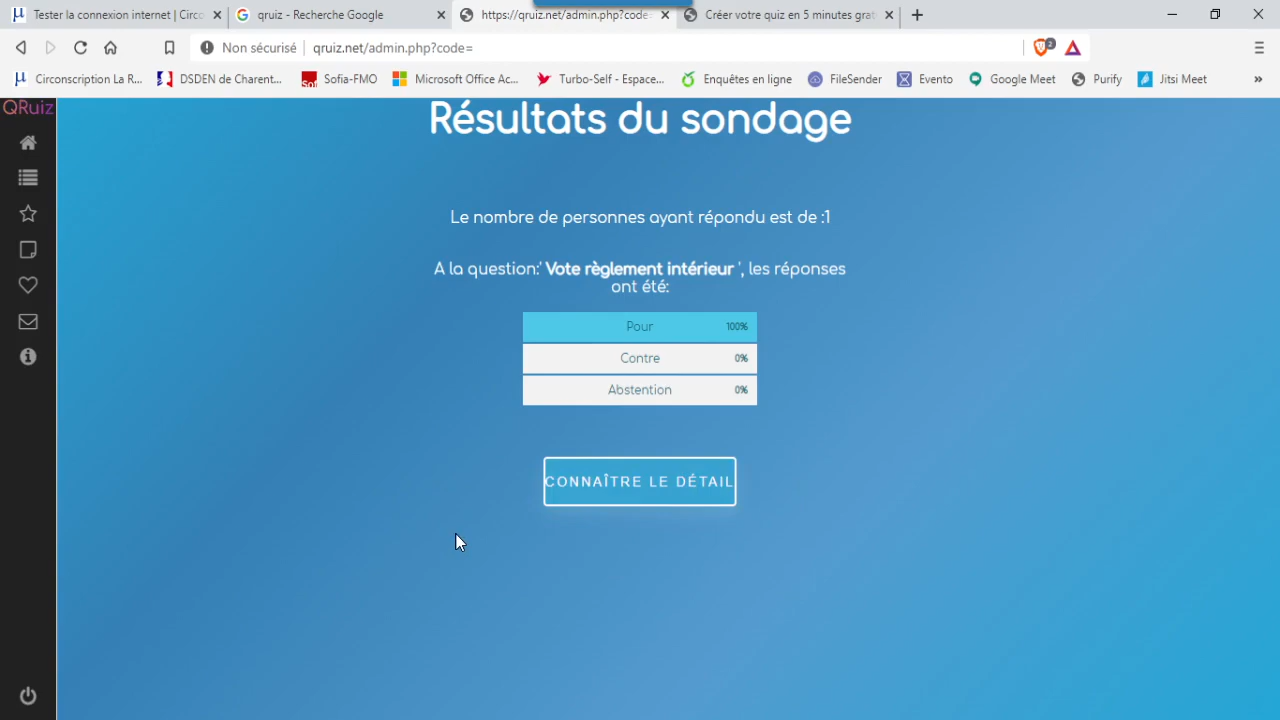 Tester la connexion internet | Circo
qruiz - Recherche Google
https://qruiz.net/admin.php?code=
Créer votre quiz en 5 minutes grat
Non sécurisé
qruiz.net/admin.php?code=
2
Circonscription La R...
DSDEN de Charent...
Sofia-FMO
Microsoft Office Ac...
Turbo-Self - Espace...
Enquêtes en ligne
FileSender
Evento
Google Meet
Purify
Jitsi Meet
»
QRuiz
Résultats du sondage
Le nombre de personnes ayant répondu est de :1
A la question:' Vote règlement intérieur ', les réponses
ont été:
Pour 100%
Contre 0%
Abstention 0%
CONNAÎTRE LE DÉTAIL